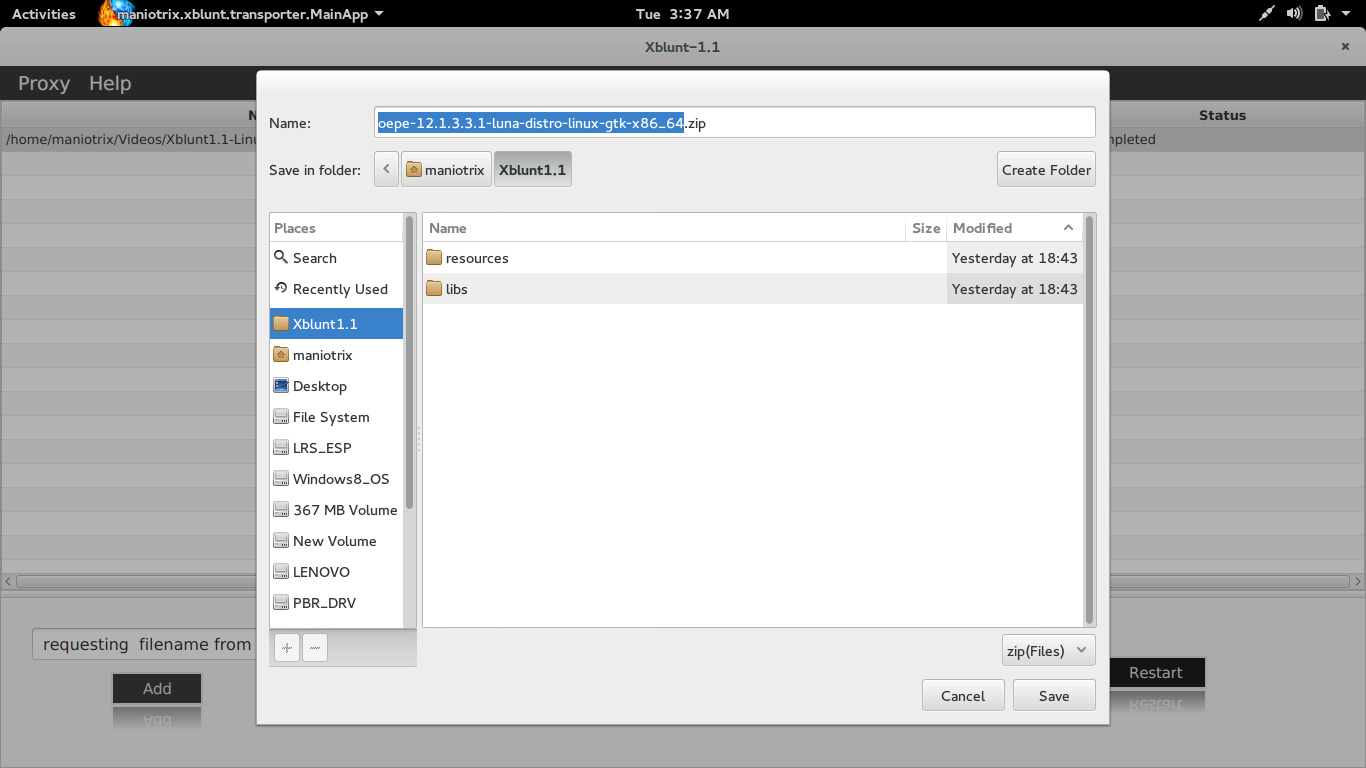 Activities maniotrix.xblunt.transporter.MainApp Tue 3:37 AM
Xblunt-1.1
Proxy Help
Status
/home/maniotrix/Videos/Xblunt1.1-Linu
Name: oepe-12.1.3.3.1-luna-distro-linux-gtk-x86_64.zip
Save in folder: maniotrix Xblunt1.1 Create Folder
Places Name Size Modified
Search resources Yesterday at 18:43
Recently Used libs Yesterday at 18:43
Xblunt1.1
maniotrix
Desktop
File System
LRS_ESP
Windows8_OS
367 MB Volume
New Volume
LENOVO
PBR_DRV
requesting filename from
zip(Files)
Add Restart
Cancel Save